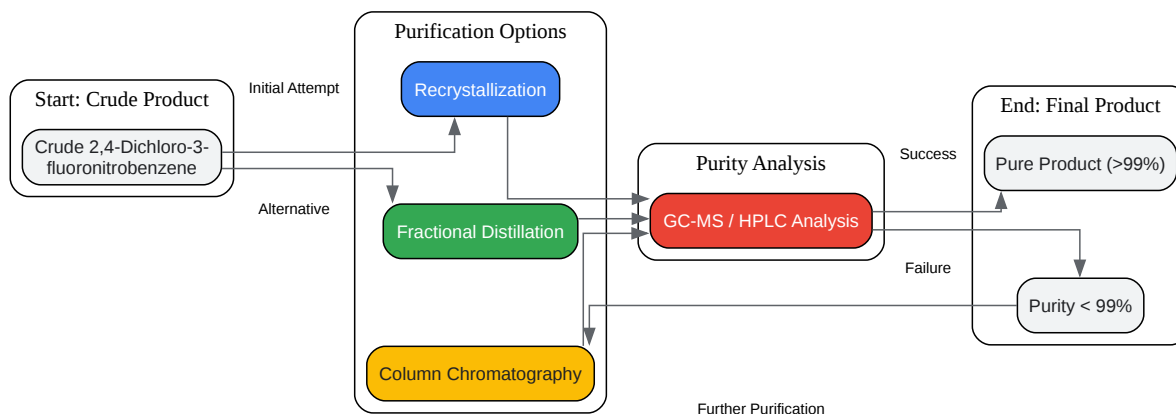 Purification Options
Recrystallization
Initial Attempt
Start: Crude Product
Crude 2,4-Dichloro-3-
fluoronitrobenzene
Alternative
Fractional Distillation
Column Chromatography
Purity Analysis
GC-MS / HPLC Analysis
Success
Failure
End: Final Product
Pure Product (>99%)
Purity < 99%
Further Purification